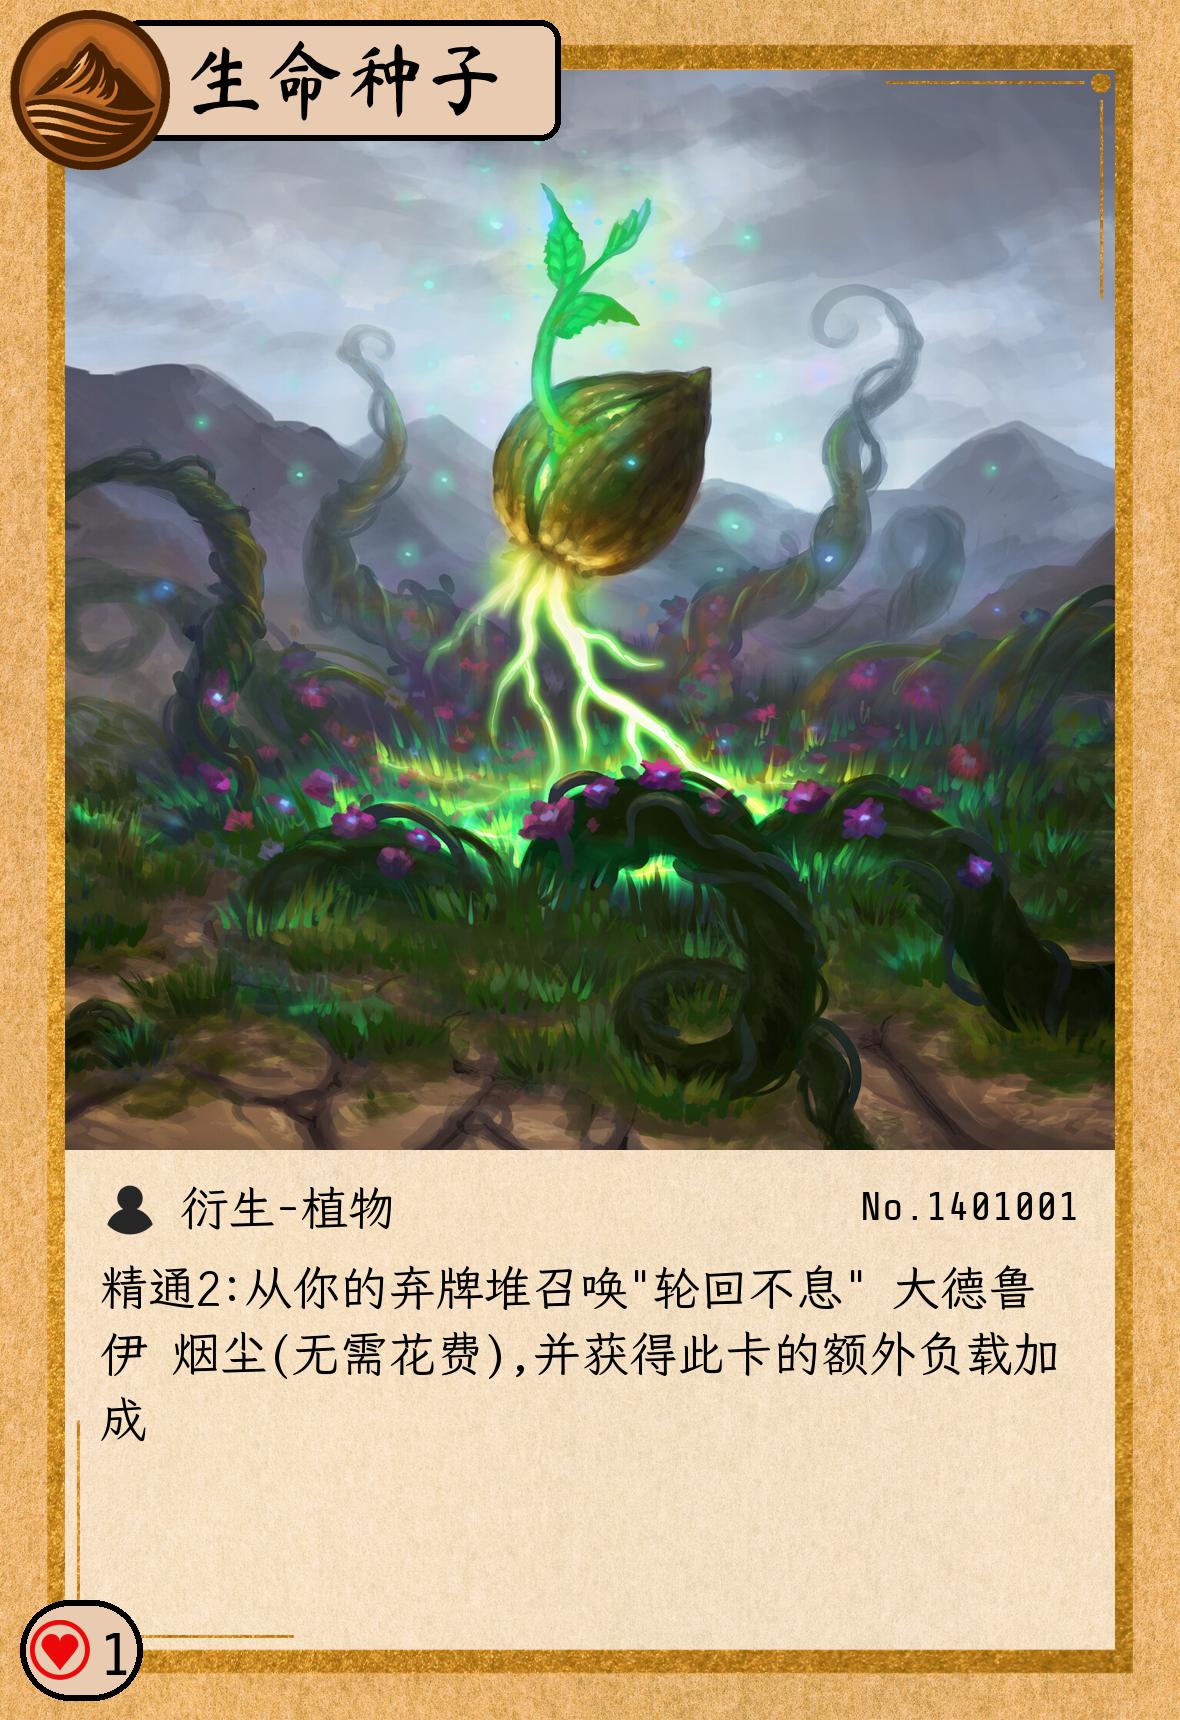 生命种子
衍生-植物
No.1401001
精通2:从你的弃牌堆召唤"轮回不息" 大德鲁
伊 烟尘(无需花费),并获得此卡的额外负载加
成
1